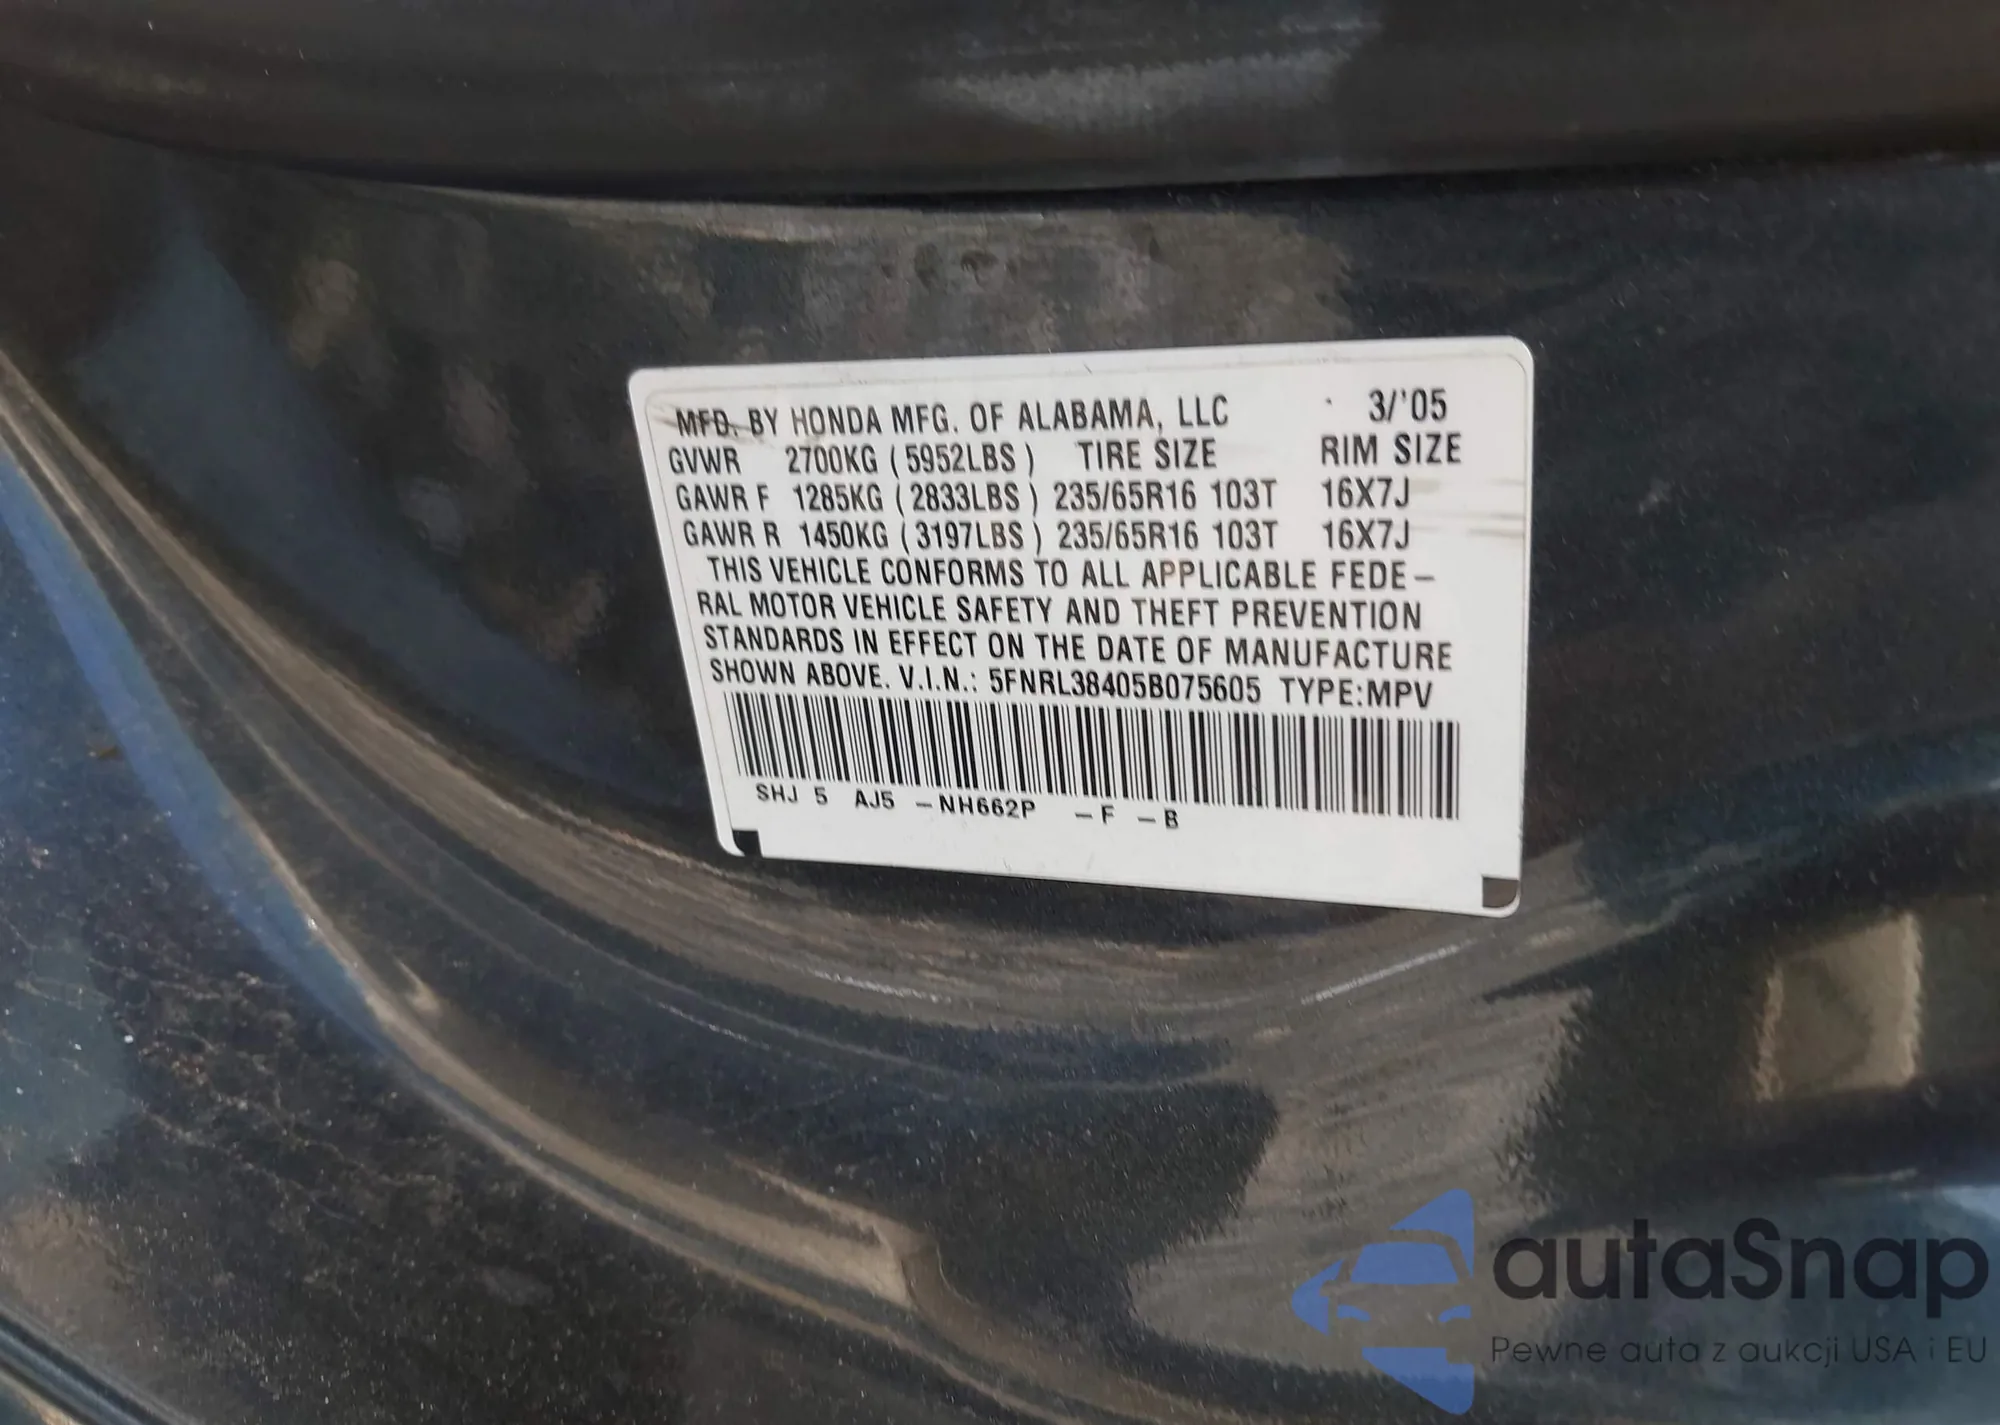 MFD. BY HONDA MFG. OF ALABAMA, LLC 3/'05
GVWR 2700KG (5952LBS) TIRE SIZE RIM SIZE
GAWR F 1285KG (2833LBS) 235/65R16 103T 16X7J
GAWR R 1450KG (3197LBS) 235/65R16 103T 16X7J
THIS VEHICLE CONFORMS TO ALL APPLICABLE FEDE-
RAL MOTOR VEHICLE SAFETY AND THEFT PREVENTION
STANDARDS IN EFFECT ON THE DATE OF MANUFACTURE
SHOWN ABOVE. V.I.N.: 5FNRL38405B075605 TYPE:MPV
SHJ 5 AJ5 -NH662P -F -B
autaSnap
Pewne auta z aukcji USA i EU